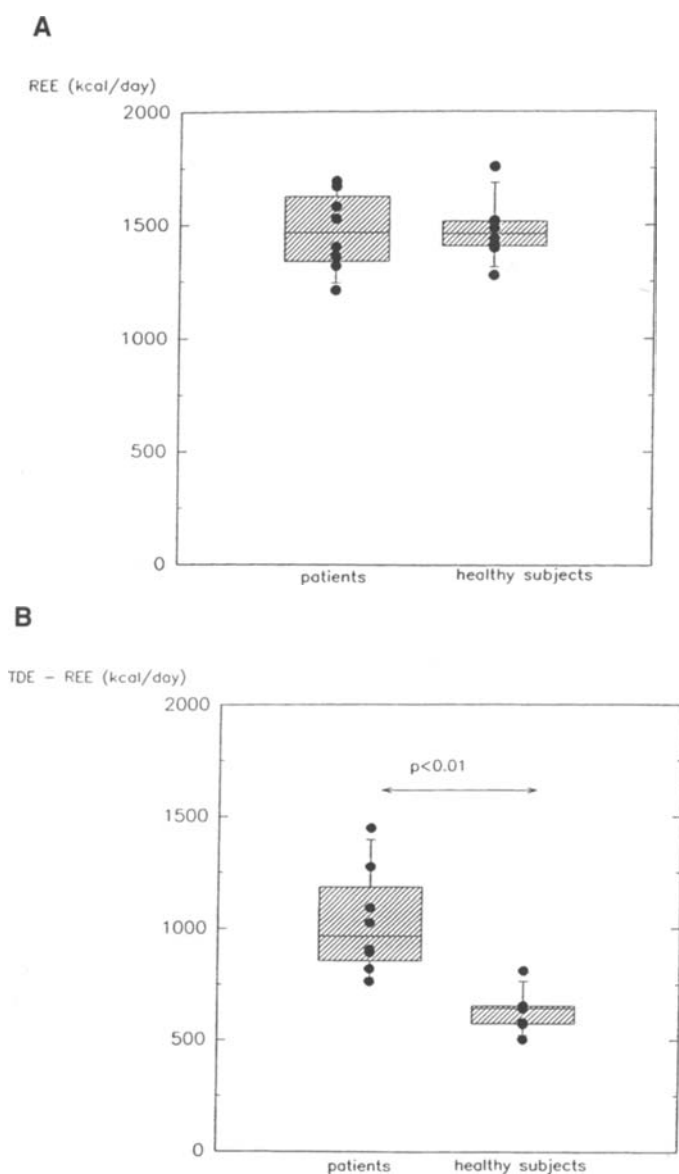 A
REE (kcal/day)
2000
1500
1000
500
0
patients healthy subjects
B
TDE – REE (kcal/day)
2000
p<0.01
1500
1000
500
0
patients healthy subjects